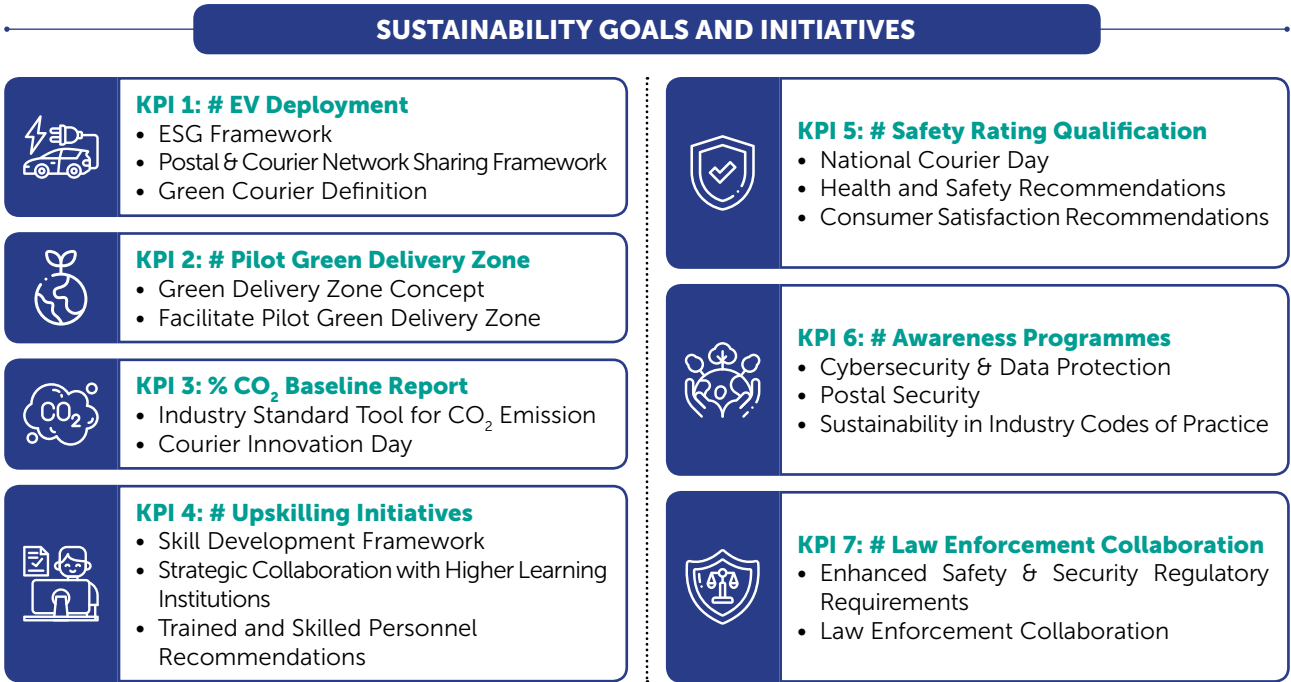 SUSTAINABILITY GOALS AND INITIATIVES
KPI 1: # EV Deployment
• ESG Framework
• Postal & Courier Network Sharing Framework
• Green Courier Definition
KPI 2: # Pilot Green Delivery Zone
• Green Delivery Zone Concept
• Facilitate Pilot Green Delivery Zone
CO2
KPI 3: % CO2 Baseline Report
• Industry Standard Tool for CO2 Emission
• Courier Innovation Day
KPI 4: # Upskilling Initiatives
• Skill Development Framework
• Strategic Collaboration with Higher Learning
Institutions
• Trained and Skilled Personnel
Recommendations
KPI 5: # Safety Rating Qualification
• National Courier Day
• Health and Safety Recommendations
• Consumer Satisfaction Recommendations
KPI 6: # Awareness Programmes
• Cybersecurity & Data Protection
• Postal Security
• Sustainability in Industry Codes of Practice
KPI 7: # Law Enforcement Collaboration
• Enhanced Safety & Security Regulatory
Requirements
• Law Enforcement Collaboration